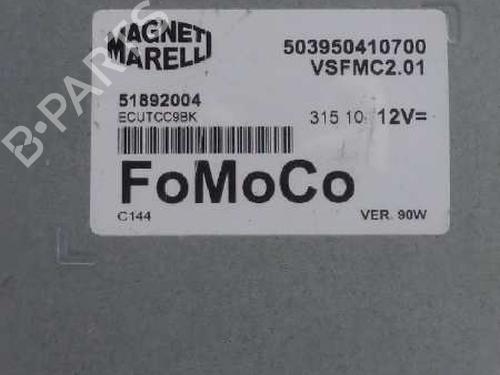 MAGNETI MARELLI
503950410700
VSFMC2.01
51892004
ECUTCC9BK
315 10 12V=
FoMoCo
C144
VER. 90W
B-PARTS